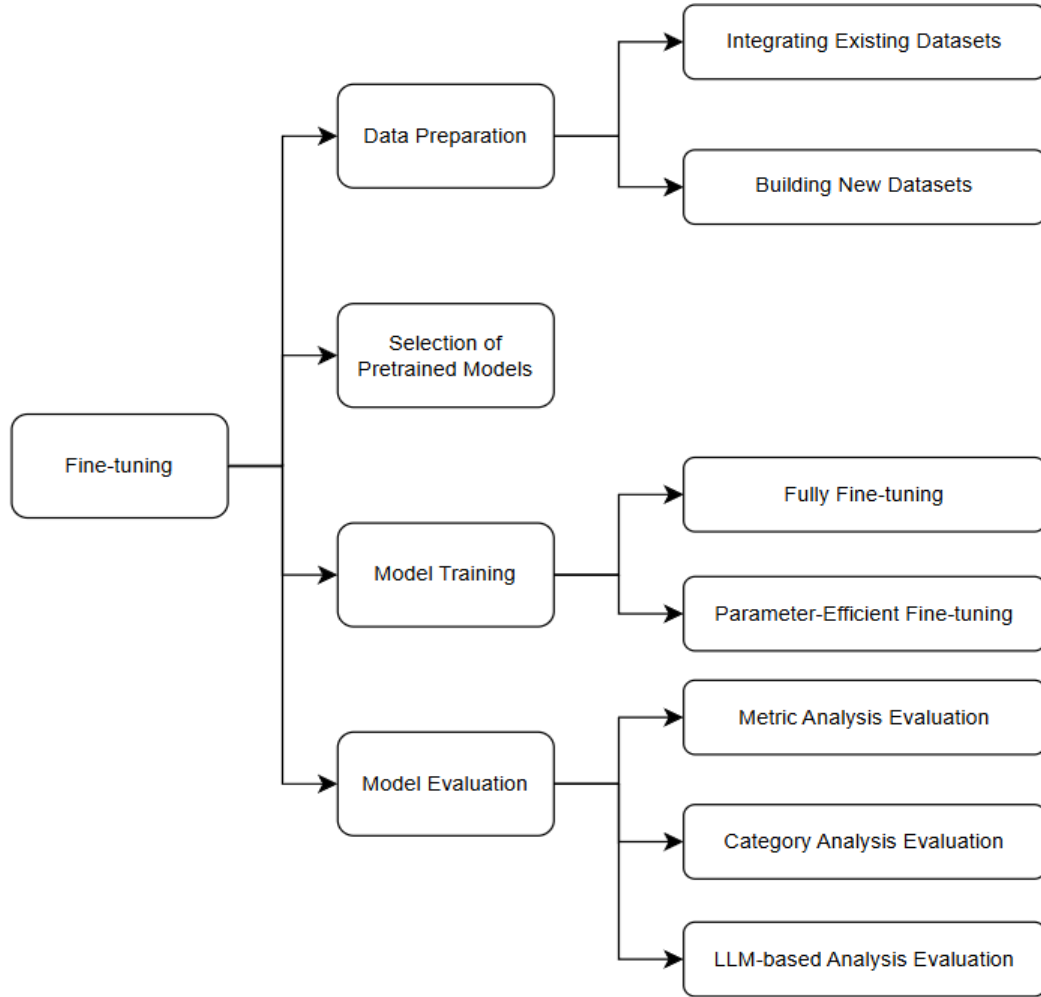 Fine-tuning
Data Preparation
Integrating Existing Datasets
Building New Datasets
Selection of
Pretrained Models
Model Training
Fully Fine-tuning
Parameter-Efficient Fine-tuning
Model Evaluation
Metric Analysis Evaluation
Category Analysis Evaluation
LLM-based Analysis Evaluation